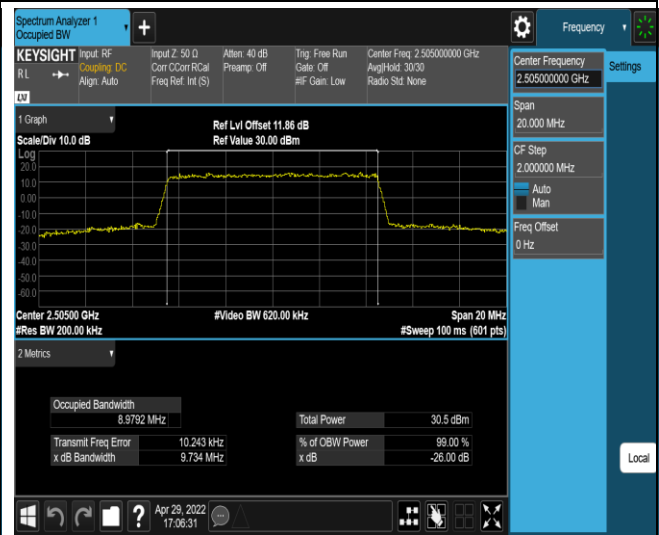 Spectrum Analyzer 1
Occupied BW
+
Frequency
KEYSIGHT
RL
LXI
Input: RF
Coupling: DC
Align: Auto
Input Z: 50 Ω
Corr CCorr RCal
Freq Ref: Int (S)
Atten: 40 dB
Preamp: Off
Trig: Free Run
Gate: Off
#IF Gain: Low
Center Freq: 2.505000000 GHz
Avg|Hold: 30/30
Radio Std: None
Center Frequency
2.505000000 GHz
Settings
Span
20.000 MHz
CF Step
2.000000 MHz
Auto
Man
Freq Offset
0 Hz
1 Graph
Scale/Div 10.0 dB
Ref Lvl Offset 11.86 dB
Ref Value 30.00 dBm
Log
20.0
10.0
0.00
-10.0
-20.0
-30.0
-40.0
-50.0
-60.0
Center 2.50500 GHz
#Video BW 620.00 kHz
Span 20 MHz
#Res BW 200.00 kHz
#Sweep 100 ms (601 pts)
2 Metrics
Occupied Bandwidth
8.9792 MHz
Total Power 30.5 dBm
Transmit Freq Error 10.243 kHz
% of OBW Power 99.00 %
x dB Bandwidth 9.734 MHz
x dB -26.00 dB
Local
?
Apr 29, 2022
17:06:31